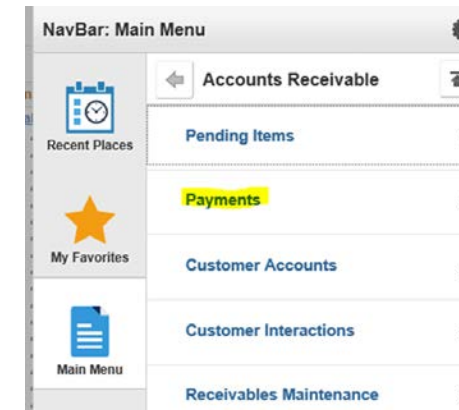 NavBar: Main Menu
Accounts Receivable
Recent Places
Pending Items
Payments
My Favorites
Customer Accounts
Customer Interactions
Main Menu
Receivables Maintenance